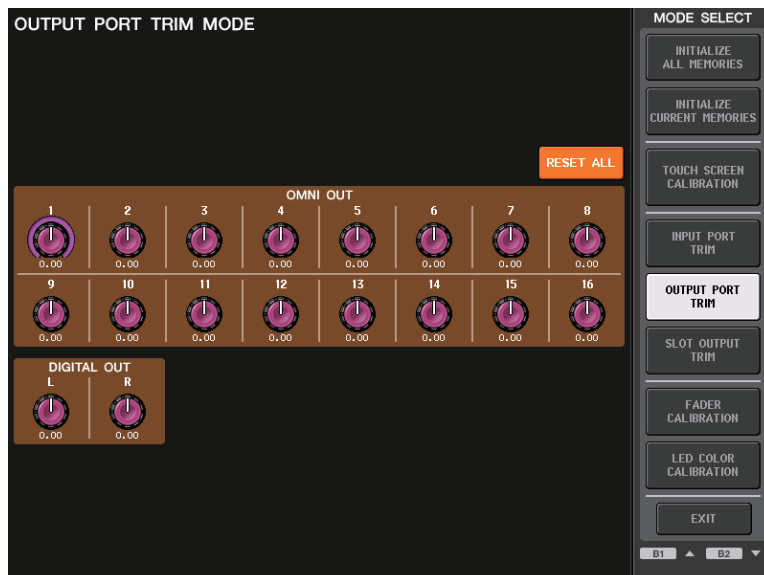 OUTPUT PORT TRIM MODE
RESET ALL
OMNI OUT
1 2 3 4 5 6 7 8
0.00 0.00 0.00 0.00 0.00 0.00 0.00 0.00
9 10 11 12 13 14 15 16
0.00 0.00 0.00 0.00 0.00 0.00 0.00 0.00
DIGITAL OUT
L R
0.00 0.00
MODE SELECT
INITIALIZE
ALL MEMORIES
INITIALIZE
CURRENT MEMORIES
TOUCH SCREEN
CALIBRATION
INPUT PORT
TRIM
OUTPUT PORT
TRIM
SLOT OUTPUT
TRIM
FADER
CALIBRATION
LED COLOR
CALIBRATION
EXIT
B1 ▲ B2 ▼